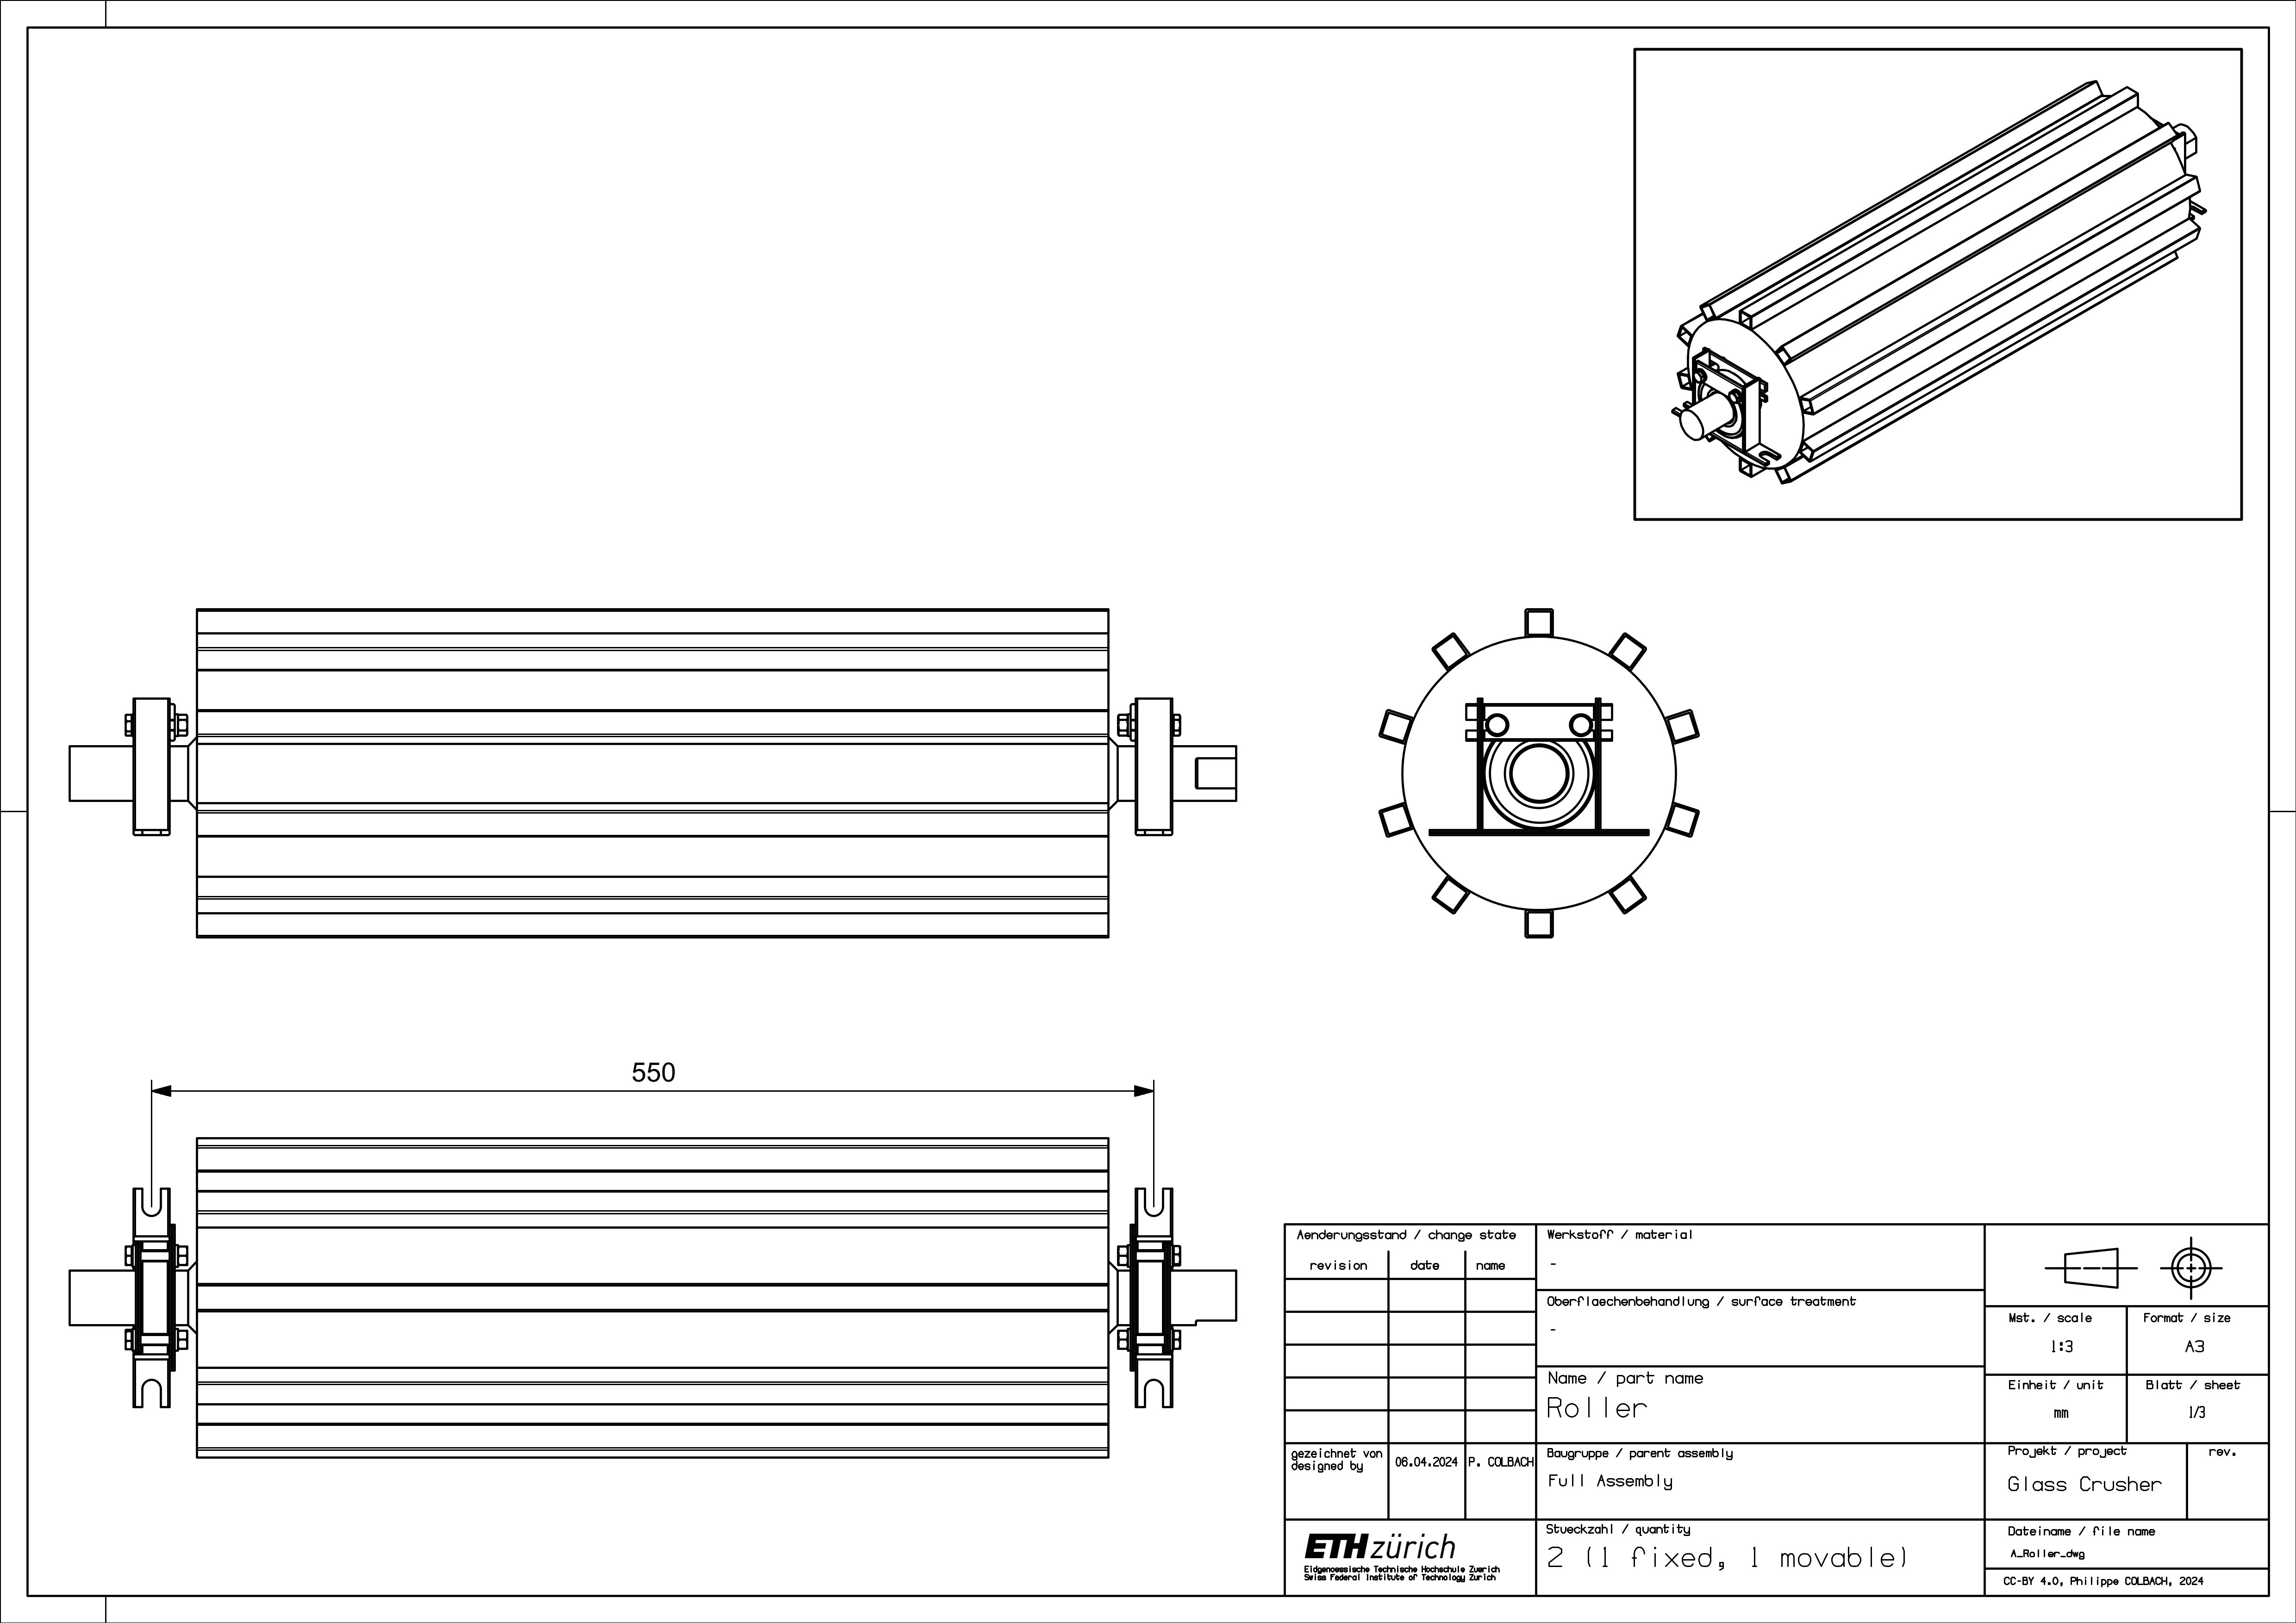 550
Aenderungsstand / change state
revision date name
gezeichnet von
designed by
06.04.2024
P. COLBACH
ETH zürich
Eidgenoessische Technische Hochschule Zuerich
Swiss Federal Institute of Technology Zurich
Werkstoff / material
-
Oberflaechenbehandlung / surface treatment
-
Name / part name
Roller
Baugruppe / parent assembly
Full Assembly
Stueckzahl / quantity
2 (1 fixed, 1 movable)
Mst. / scale
1:3
Format / size
A3
Einheit / unit
mm
Blatt / sheet
1/3
Projekt / project
Glass Crusher
rev.
Dateiname / file name
A_Roller_dwg
CC-BY 4.0, Philippe COLBACH, 2024